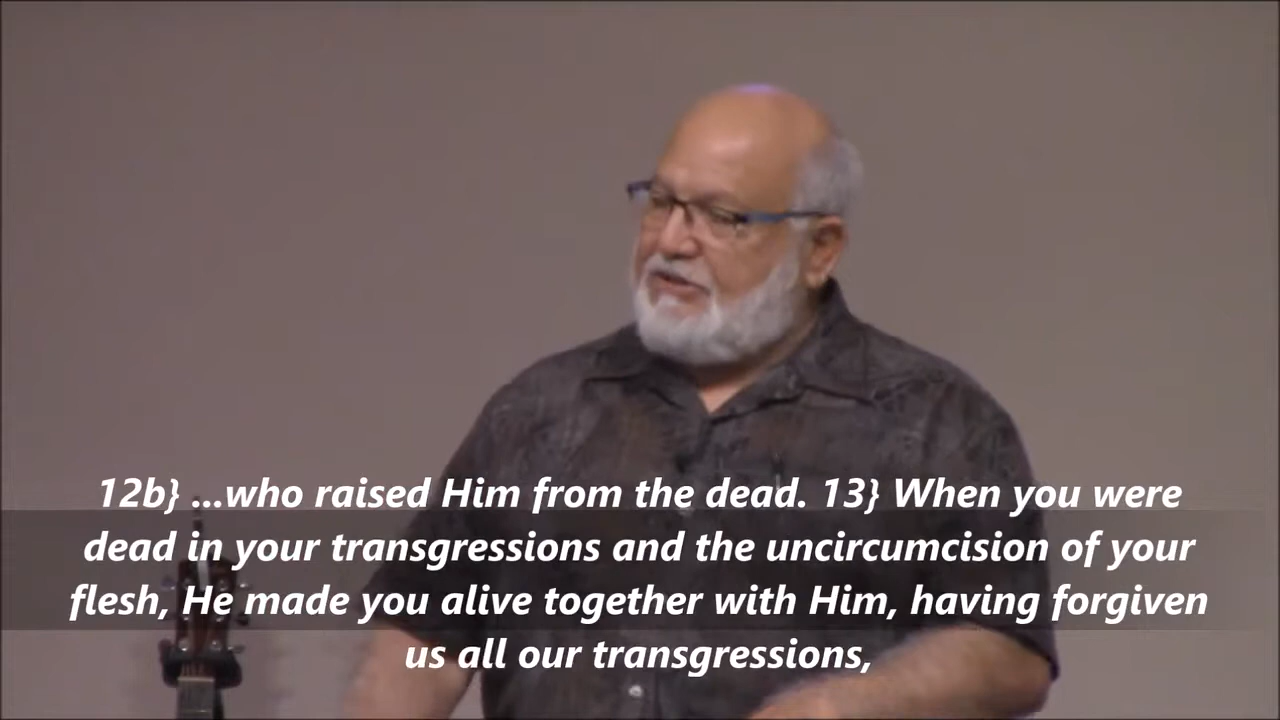 12b} ...who raised Him from the dead. 13} When you were
dead in your transgressions and the uncircumcision of your
flesh, He made you alive together with Him, having forgiven
us all our transgressions,